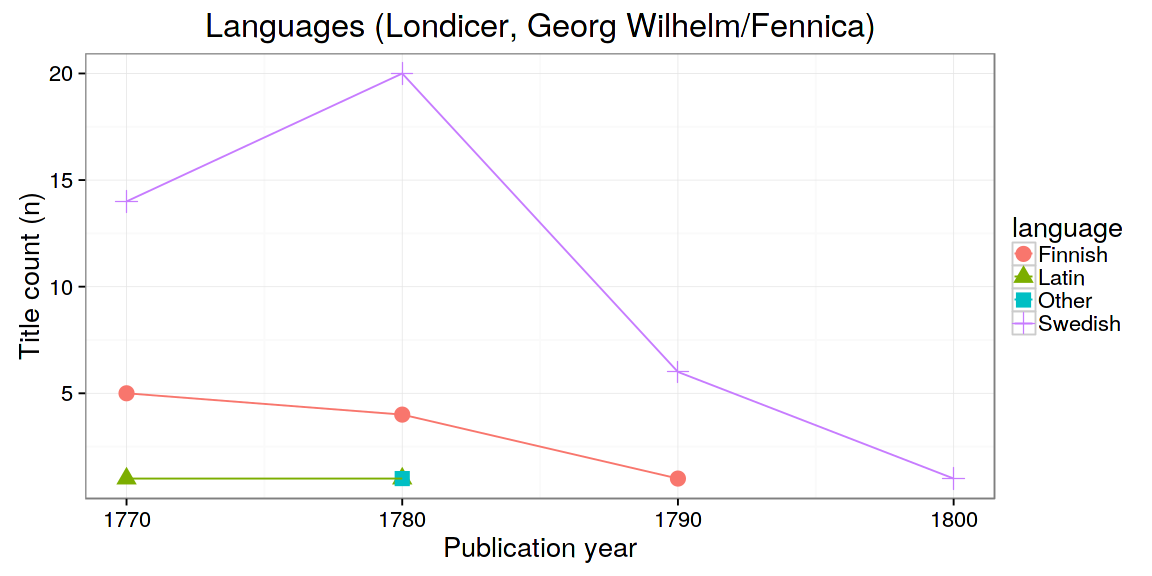 Languages (Londicer, Georg Wilhelm/Fennica)
20
15
10
5
Title count (n)
1770 1780 1790 1800
Publication year
language
Finnish
Latin
Other
Swedish